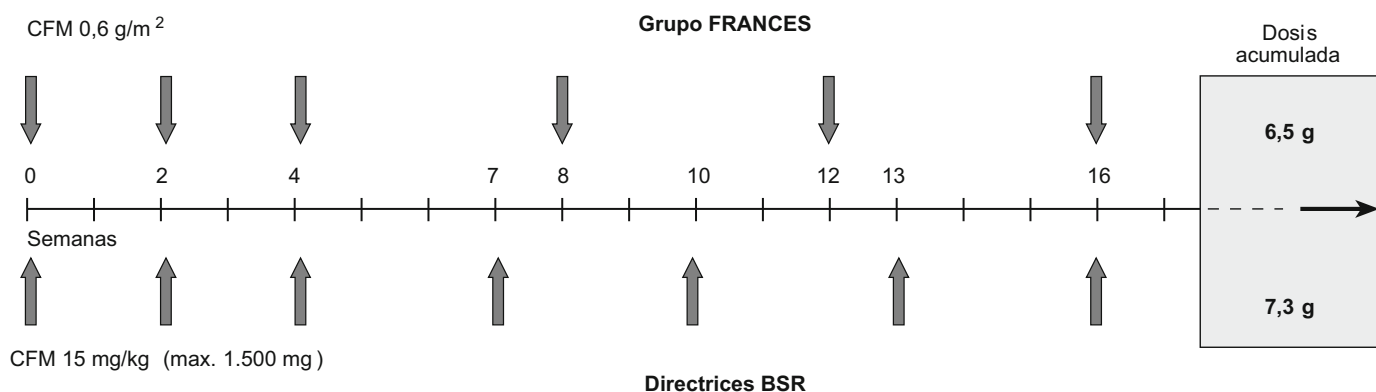 CFM 0,6 g/m 2
Grupo FRANCES
Dosis
acumulada
6,5 g
0 2 4 7 8 10 12 13 16
Semanas
7,3 g
CFM 15 mg/kg (max. 1.500 mg )
Directrices BSR